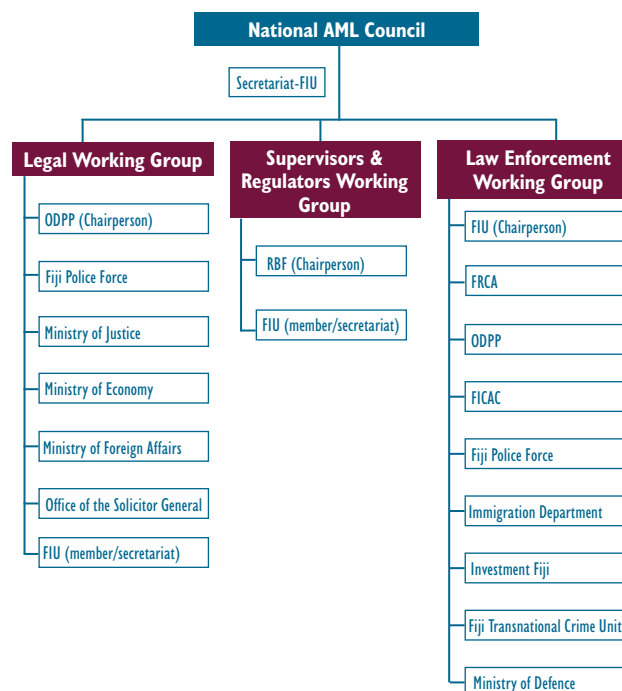 National AML Council
Secretariat-FIU
Legal Working Group
ODPP (Chairperson)
Fiji Police Force
Ministry of Justice
Ministry of Economy
Ministry of Foreign Affairs
Office of the Solicitor General
FIU (member/secretariat)
Supervisors &
Regulators Working
Group
RBF (Chairperson)
FIU (member/secretariat)
Law Enforcement
Working Group
FIU (Chairperson)
FRCA
ODPP
FICAC
Fiji Police Force
Immigration Department
Investment Fiji
Fiji Transnational Crime Unit
Ministry of Defence